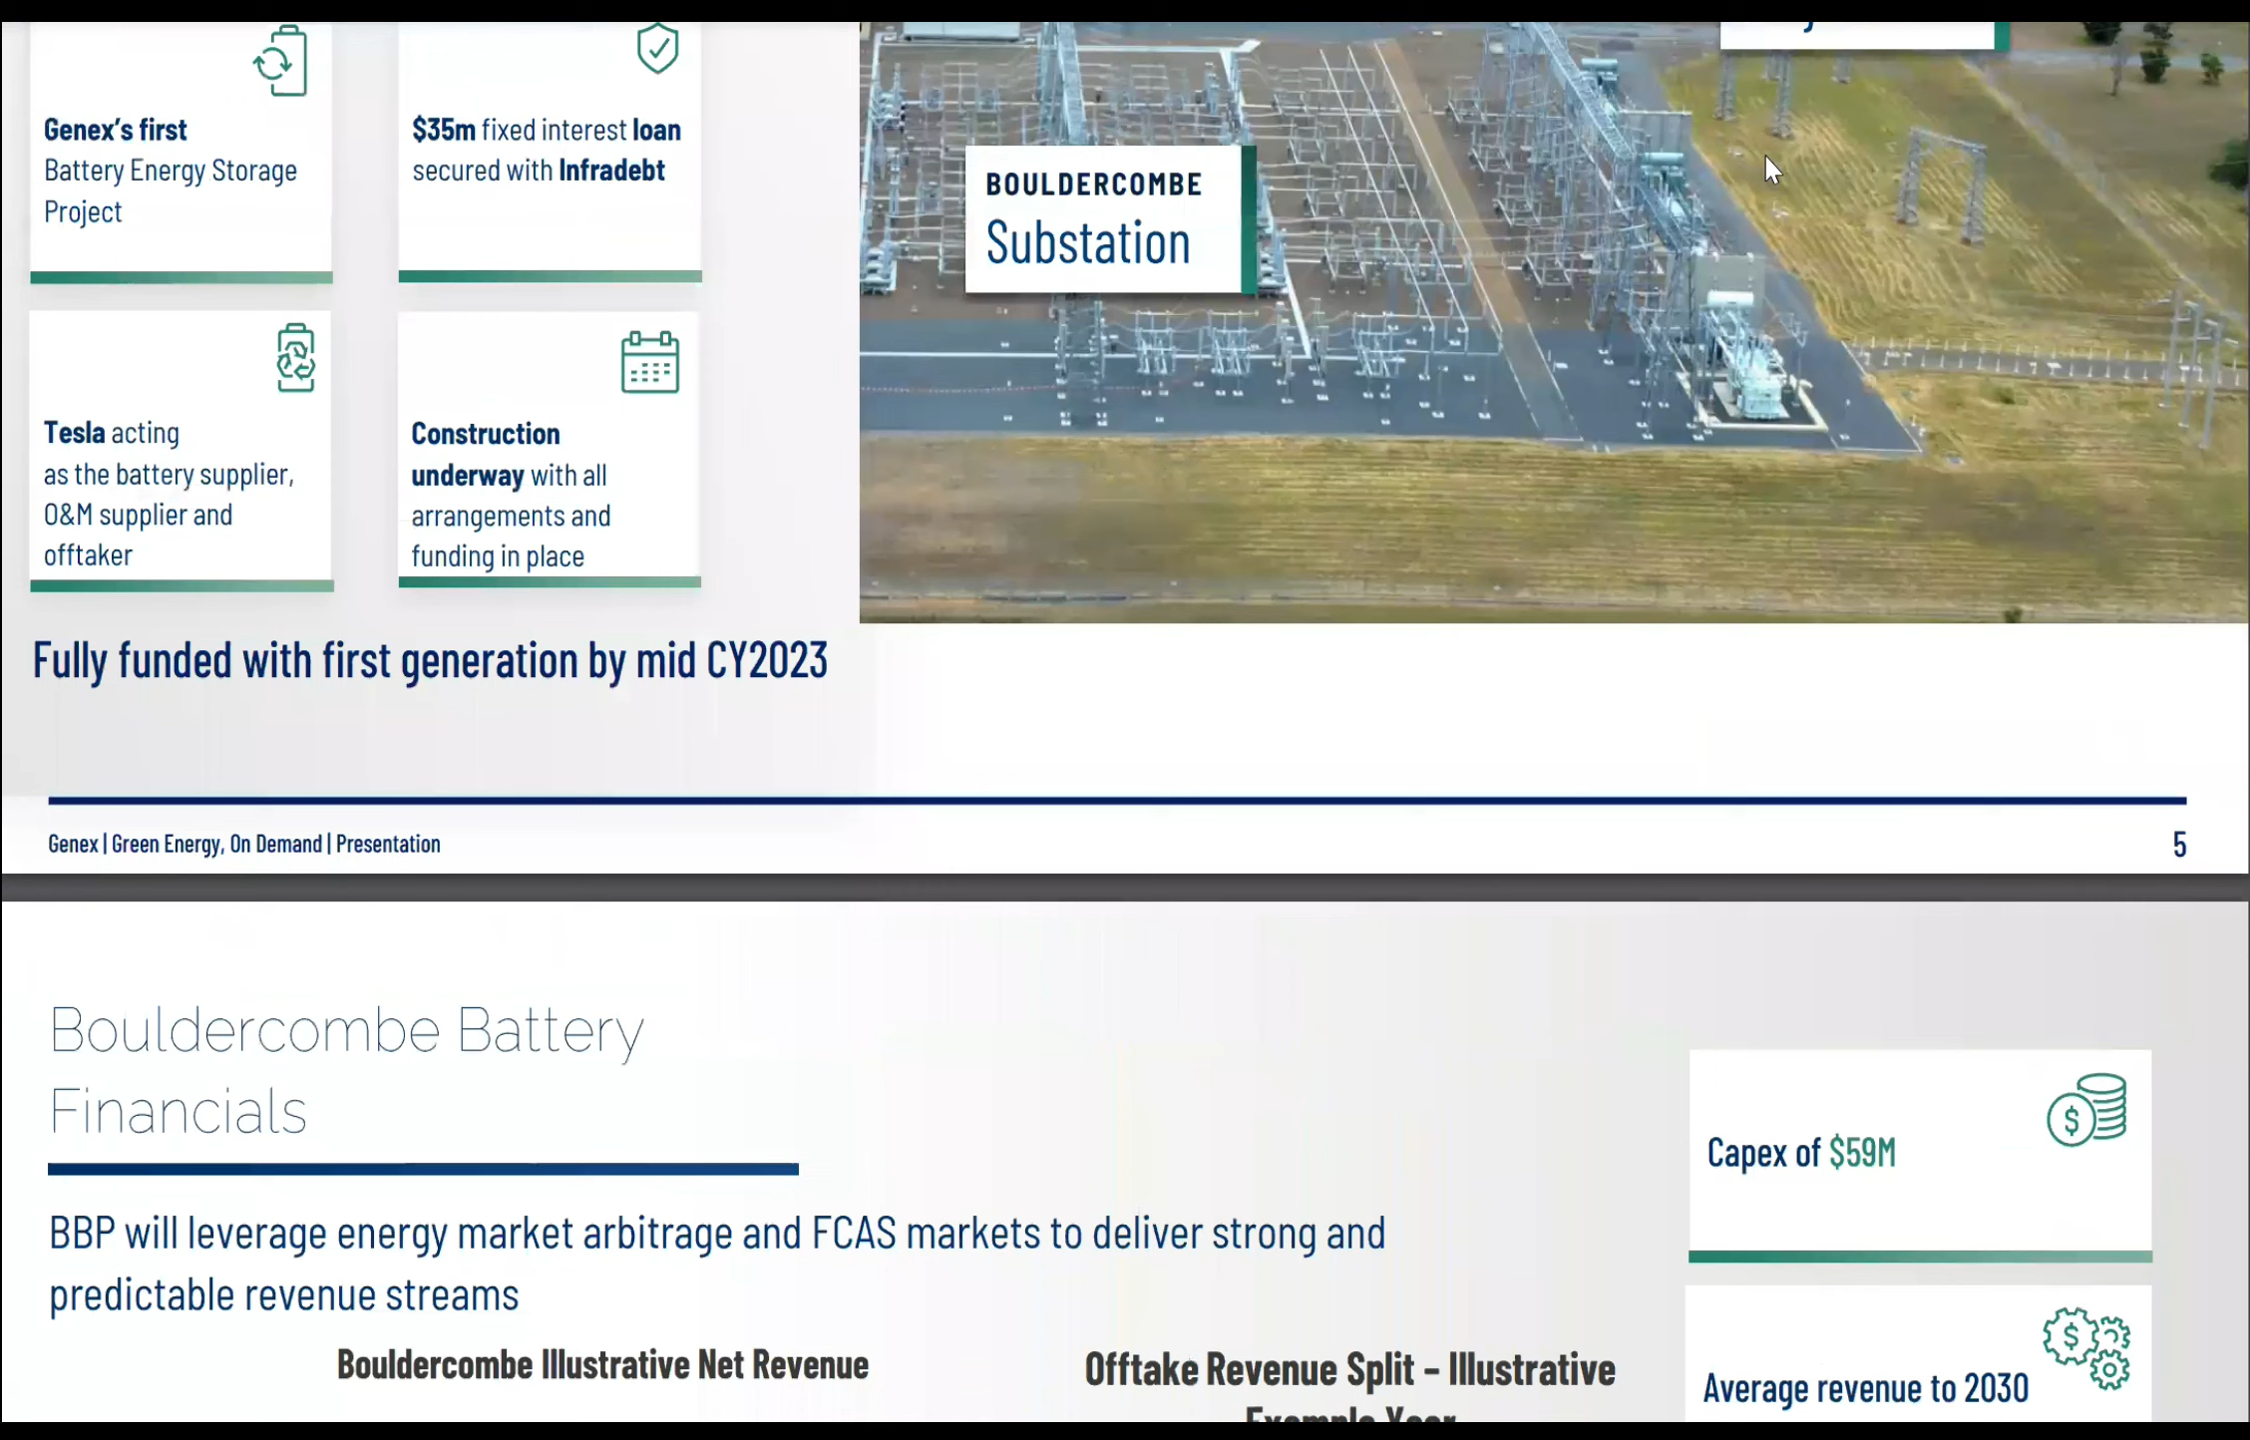 Genex's first
Battery Energy Storage
Project
$35m fixed interest loan
secured with Infradebt
BOULDERCOMBE
Substation
Tesla acting
as the battery supplier,
O&M supplier and
offtaker
Construction
underway with all
arrangements and
funding in place
Fully funded with first generation by mid CY2023
Genex | Green Energy, On Demand | Presentation
5
Bouldercombe Battery
Financials
BBP will leverage energy market arbitrage and FCAS markets to deliver strong and
predictable revenue streams
Bouldercombe Illustrative Net Revenue
Offtake Revenue Split – Illustrative
Example Year
Capex of $59M
Average revenue to 2030